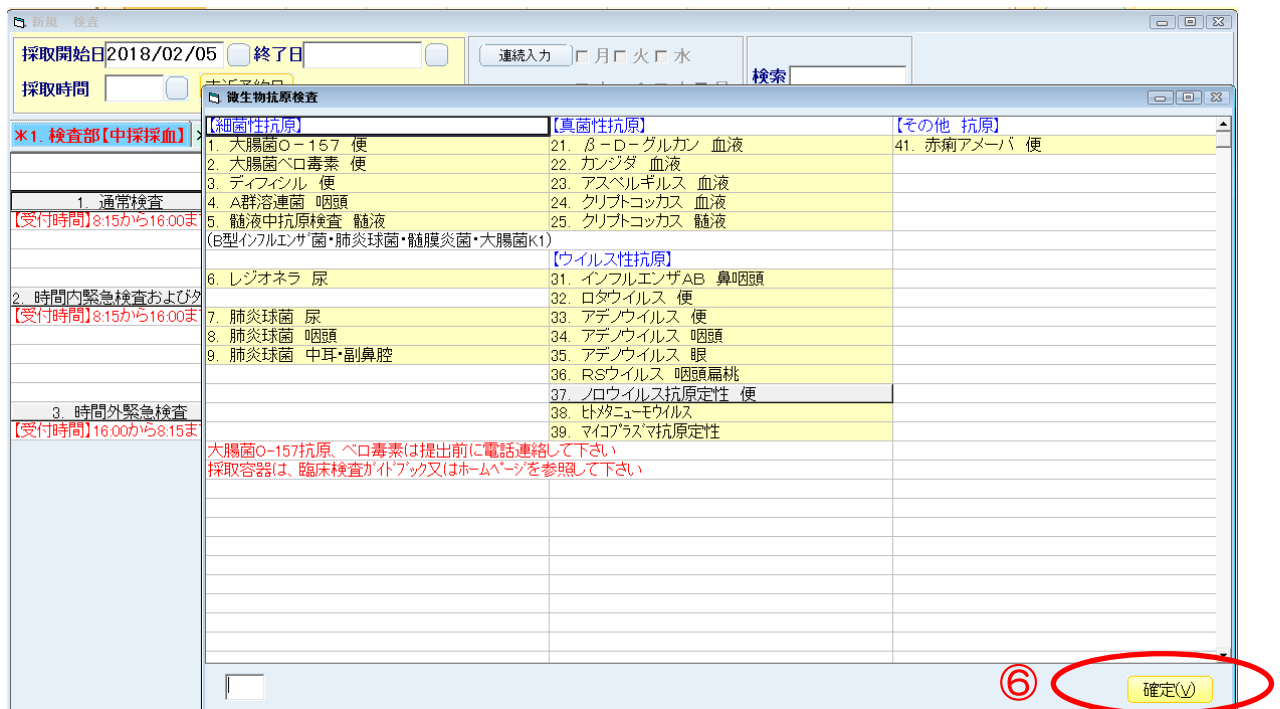 新規 検査
採取開始日2018/02/05 終了日
連続入力 月 火 水
採取時間
検索
微生物抗原検査
*1. 検査部【中採採血】
1. 通常検査
【受付時間】8:15から16:00ま
2. 時間内緊急検査および
【受付時間】8:15から16:00ま
3. 時間外緊急検査
【受付時間】16:00から8:15ま
【細菌性抗原】
1. 大腸菌O-157 便
2. 大腸菌ベロ毒素 便
3. ディフィシル 便
4. A群溶連菌 咽頭
5. 髄液中抗原検査 髄液
(B型インフルエンザ菌・肺炎球菌・髄膜炎菌・大腸菌K1)
6. レジオネラ 尿
7. 肺炎球菌 尿
8. 肺炎球菌 咽頭
9. 肺炎球菌 中耳・副鼻腔
【真菌性抗原】
21. β-D-グルカン 血液
22. カンジダ 血液
23. アスペルギルス 血液
24. クリプトコッカス 血液
25. クリプトコッカス 髄液
【ウイルス性抗原】
31. インフルエンザAB 鼻咽頭
32. ロタウイルス 便
33. アデノウイルス 便
34. アデノウイルス 咽頭
35. アデノウイルス 眼
36. RSウイルス 咽頭扁桃
37. ノロウイルス抗原定性 便
38. ヒトメタニューモウイルス
39. マイコプラズマ抗原定性
【その他 抗原】
41. 赤痢アメーバ 便
大腸菌O-157抗原、ベロ毒素は提出前に電話連絡して下さい
採取容器は、臨床検査ガイドブック又はホームページを参照して下さい
⑥
確定(V)